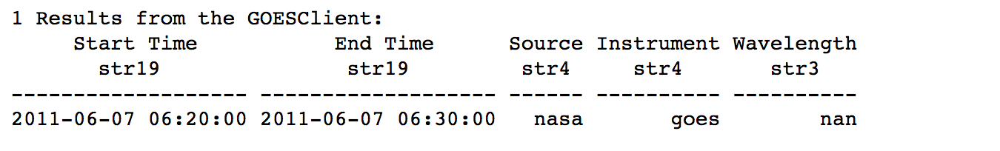 1 Results from the GOESClient:
     Start Time           End Time      Source Instrument Wavelength
       str19               str19         str4     str4       str3
------------------- ------------------- ------ ---------- ----------
2011-06-07 06:20:00 2011-06-07 06:30:00   nasa       goes        nan